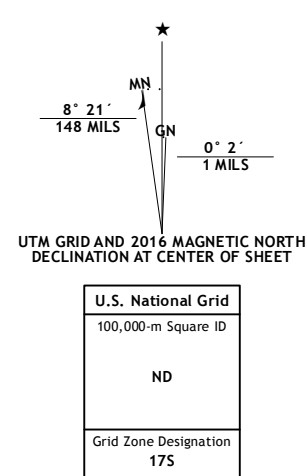 MN
8° 21´
148 MILS
GN
0° 2´
1 MILS
UTM GRID AND 2016 MAGNETIC NORTH
DECLINATION AT CENTER OF SHEET
U.S. National Grid
100,000-m Square ID
ND
Grid Zone Designation
17S